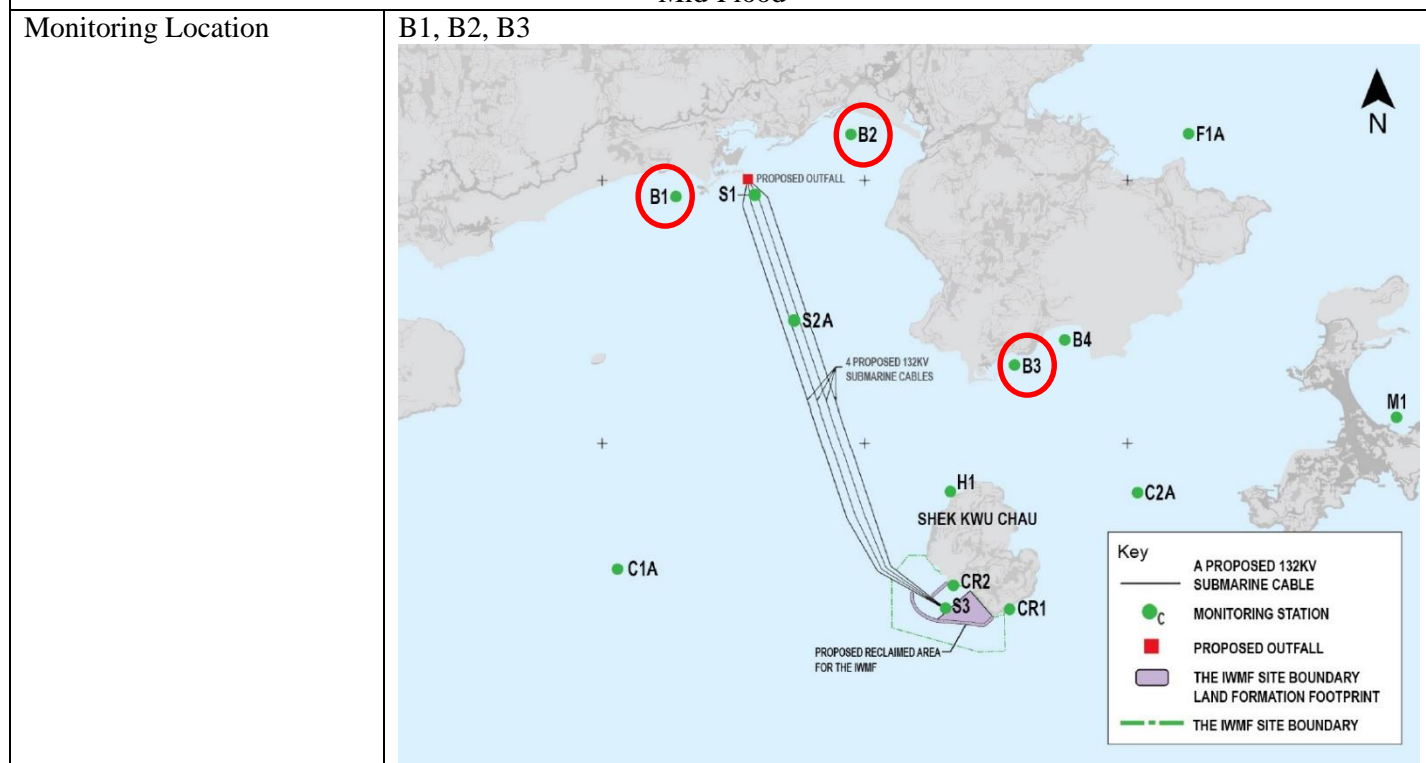 Mid-Flood
Monitoring Location
B1, B2, B3
N
B2
F1A
PROPOSED OUTFALL
B1
S1
S2A
B4
4 PROPOSED 132KV
SUBMARINE CABLES
B3
M1
H1
C2A
SHEK KWU CHAU
C1A
CR2
S3
CR1
PROPOSED RECLAIMED AREA
FOR THE IWMF
Key
A PROPOSED 132KV
SUBMARINE CABLE
C
MONITORING STATION
PROPOSED OUTFALL
THE IWMF SITE BOUNDARY
LAND FORMATION FOOTPRINT
THE IWMF SITE BOUNDARY